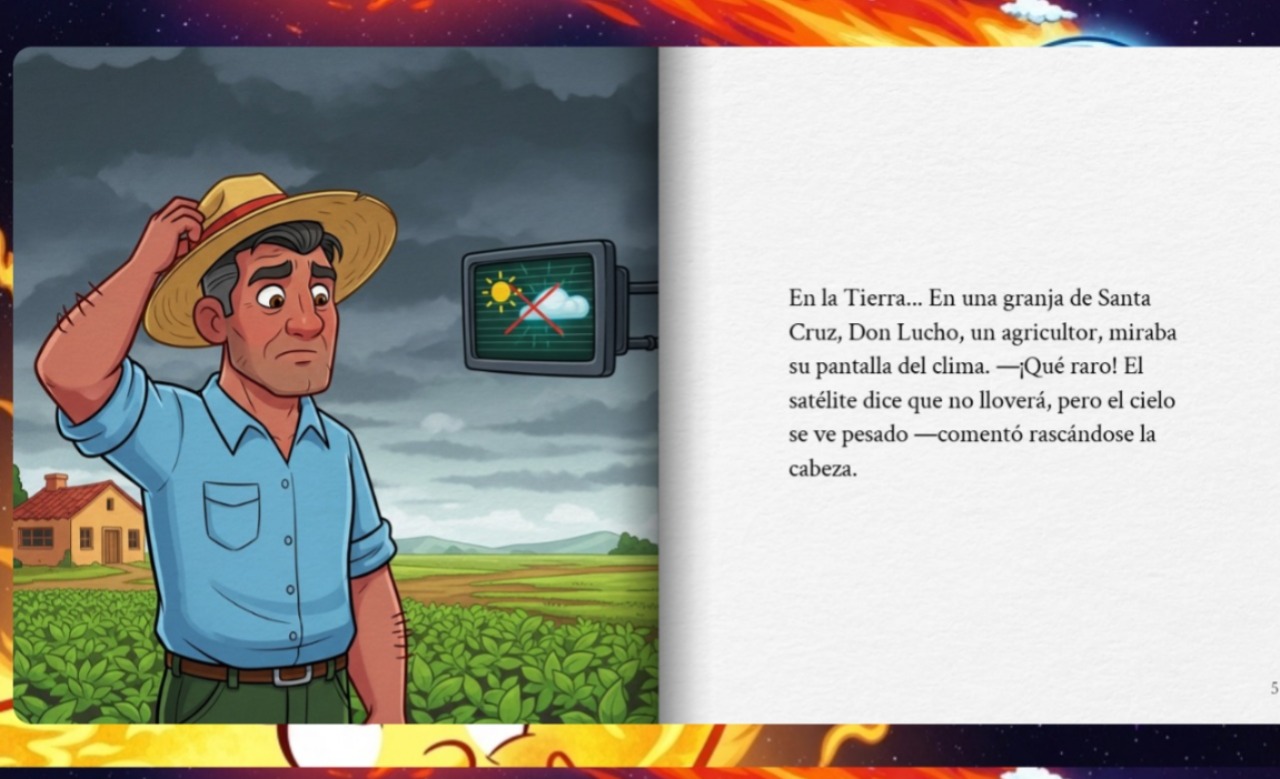 En la Tierra... En una granja de Santa
Cruz, Don Lucho, un agricultor, miraba
su pantalla del clima. —¡Qué raro! El
satélite dice que no lloverá, pero el cielo
se ve pesado —comentó rascándose la
cabeza.
5